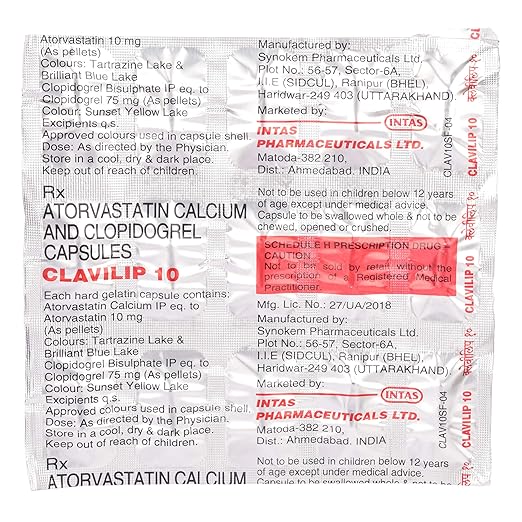 Atorvastatin 10 mg
(As pellets)
Colours: Tartrazine Lake &
Brilliant Blue Lake
Clopidogrel Bisulphate IP eq. to
Clopidogrel 75 mg (As pellets)
Colour: Sunset Yellow Lake
Excipients q.s.
Approved colours used in capsule shell.
Dose: As directed by the Physician.
Store in a cool, dry & dark place.
Keep out of reach of children.
Rx
ATORVASTATIN CALCIUM
AND CLOPIDOGREL
CAPSULES
CLAVILIP 10
Each hard gelatin capsule contains:
Atorvastatin Calcium IP eq. to
Atorvastatin 10 mg
(As pellets)
Colours: Tartrazine Lake &
Brilliant Blue Lake
Clopidogrel Bisulphate IP eq. to
Clopidogrel 75 mg (As pellets)
Colour: Sunset Yellow Lake
Excipients q.s.
Approved colours used in capsule shell.
Dose: As directed by the Physician.
Store in a cool, dry & dark place.
Keep out of reach of children.
Rx
ATORVASTATIN CALCIUM
Manufactured by:
Synokem Pharmaceuticals Ltd.
Plot No.: 56-57, Sector-6A,
I.I.E (SIDCUL), Ranipur (BHEL),
Haridwar-249 403 (UTTARAKHAND).
Marketed by:
INTAS
INTAS
PHARMACEUTICALS LTD.
Matoda-382 210,
Dist.: Ahmedabad. INDIA
Not to be used in children below 12 years
of age except under medical advice.
Capsule to be swallowed whole & not to be
chewed, opened or crushed.
SCHEDULE H PRESCRIPTION DRUG -
CAUTION
Not to be sold by retail without the
prescription of a Registered Medical
Practitioner.
Mfg. Lic. No.: 27/UA/2018
Manufactured by:
Synokem Pharmaceuticals Ltd.
Plot No.: 56-57, Sector-6A,
I.I.E (SIDCUL), Ranipur (BHEL),
Haridwar-249 403 (UTTARAKHAND).
Marketed by:
INTAS
INTAS
PHARMACEUTICALS LTD.
Matoda-382 210,
Dist.: Ahmedabad. INDIA
Not to be used in children below 12 years
of age except under medical advice.
Capsule to be swallowed whole & not to be
CLAV10SF-04
CLAV10SF-04
CLAVILIP 10
CLAVILIP 10
CLAVILIP 10
क्लेवीलिप १०
क्लेवीलिप १०